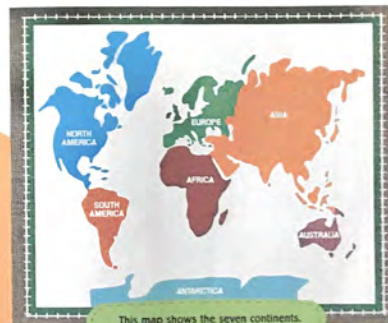 NORTH
AMERICA
EUROPE
ASIA
AFRICA
SOUTH
AMERICA
AUSTRALIA
ANTARCTICA
This map shows the seven continents.